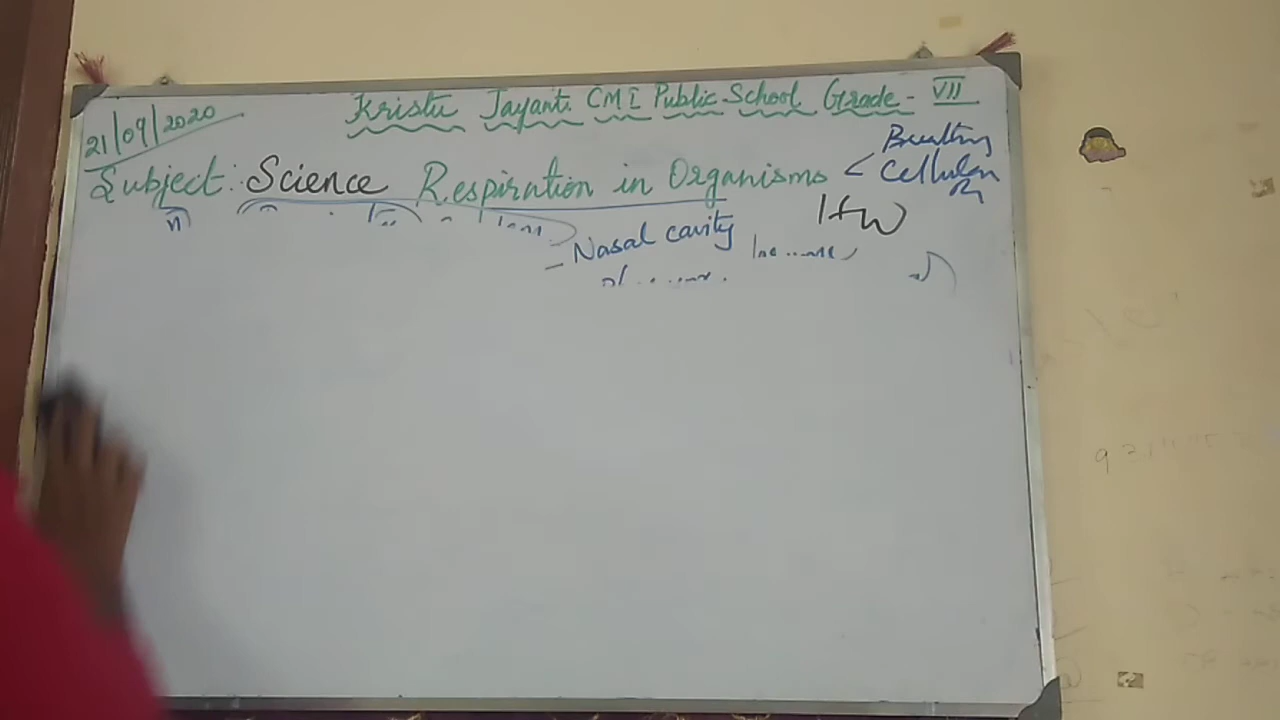 21/09/2020
Kristu Jayanti CMI Public School Grade - VII
Subject: Science Respiration in Organisms < Breathing
Cellular R
HW
- Nasal cavity